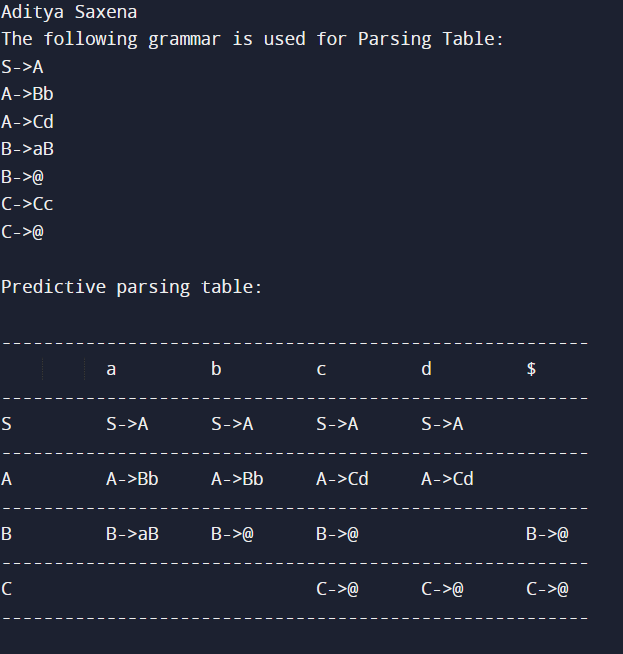 Aditya Saxena
The following grammar is used for Parsing Table:
S->A
A->Bb
A->Cd
B->aB
B->@
C->Cc
C->@
Predictive parsing table:
--------------------------------------------------------
a b c d $
--------------------------------------------------------
S S->A S->A S->A S->A
--------------------------------------------------------
A A->Bb A->Bb A->Cd A->Cd
--------------------------------------------------------
B B->aB B->@ B->@ B->@
--------------------------------------------------------
C C->@ C->@ C->@
--------------------------------------------------------